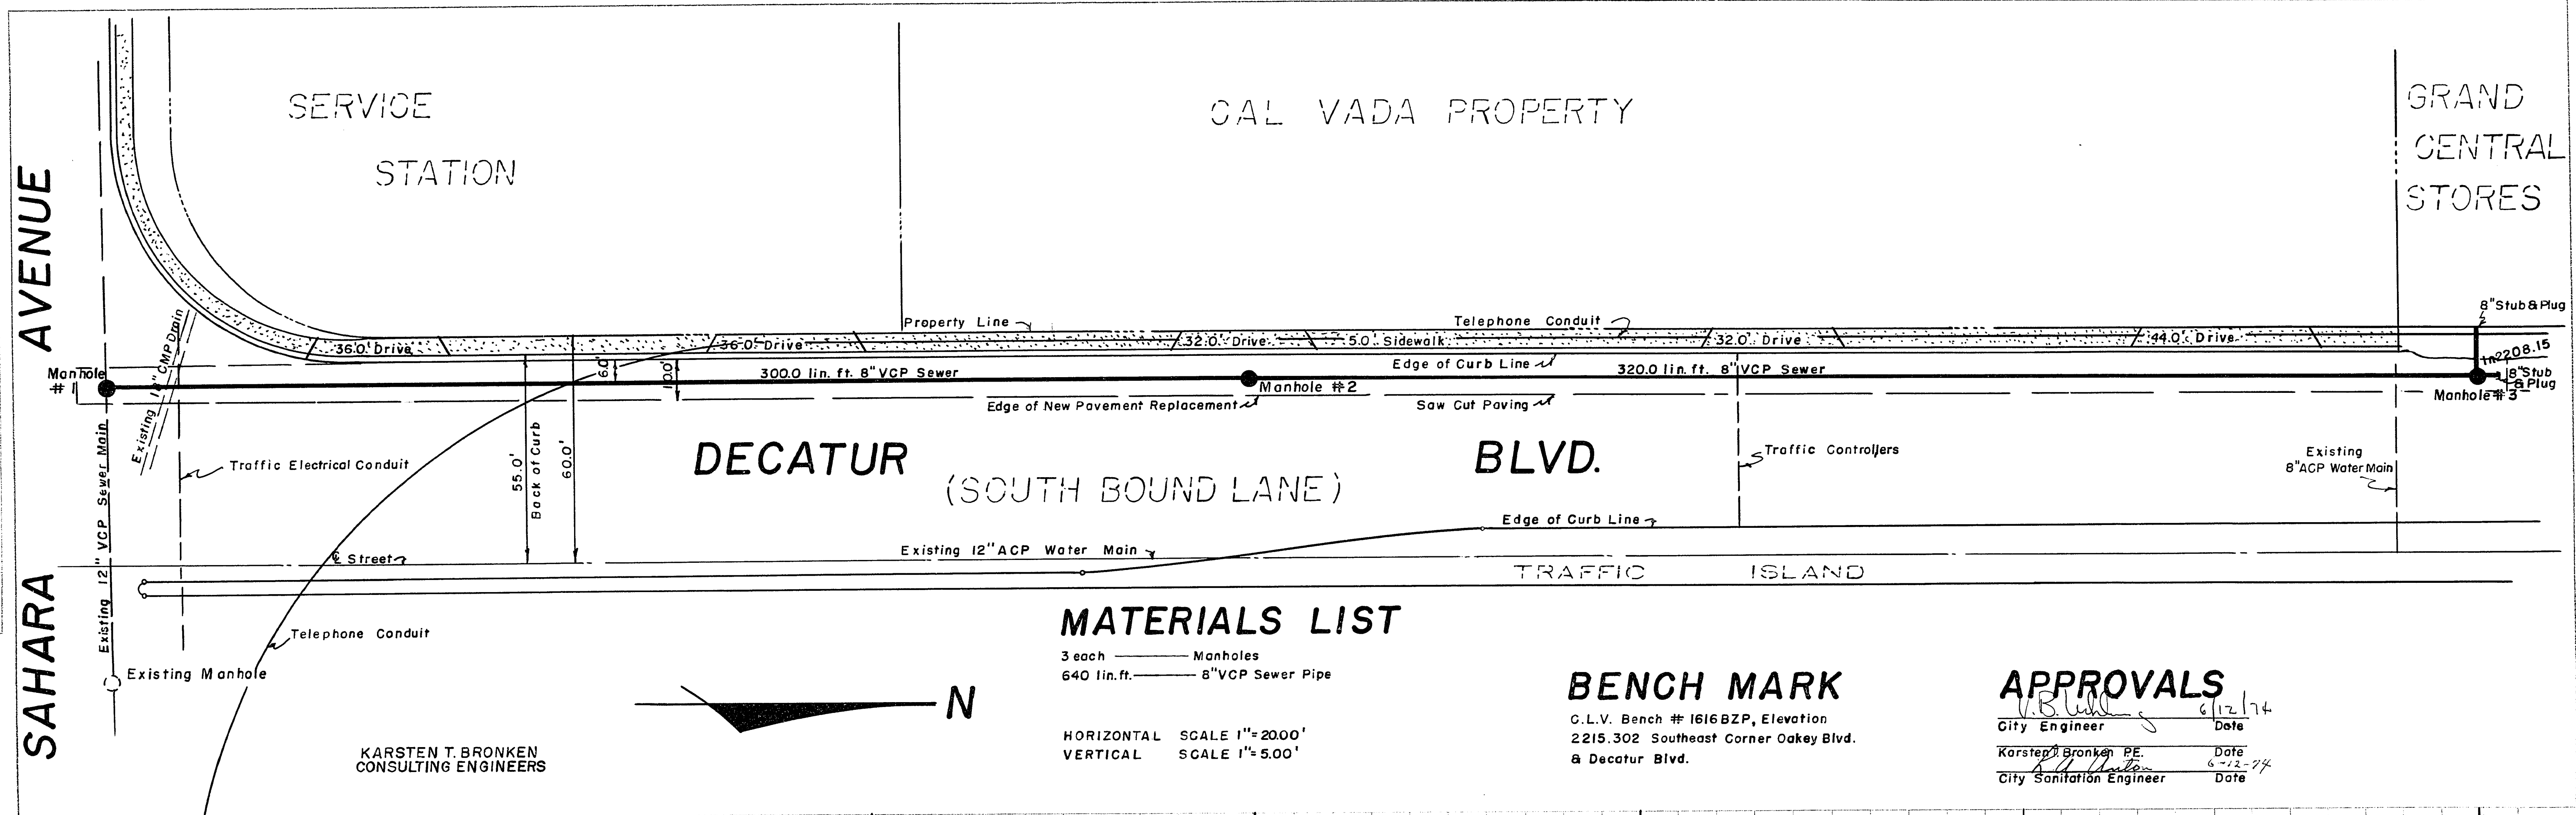 SERVICE
STATION
CAL VADA PROPERTY
GRAND
CENTRAL
STORES
SAHARA AVENUE
Property Line
Telephone Conduit
8" Stub & Plug
36.0' Drive
36.0' Drive
32.0' Drive
5.0' Sidewalk
32.0' Drive
44.0' Drive
In 2208.15
Manhole
#1
Existing 18" CMP Drain
6.0'
10.0'
300.0 lin. ft. 8" VCP Sewer
Edge of Curb Line
320.0 lin. ft. 8" VCP Sewer
8" Stub
& Plug
Manhole #2
Manhole #3
Edge of New Pavement Replacement
Saw Cut Paving
Existing 12" VCP Sewer Main
Traffic Electrical Conduit
55.0'
Back of Curb
60.0'
DECATUR BLVD.
(SOUTH BOUND LANE)
Traffic Controllers
Existing
8" ACP Water Main
Edge of Curb Line
℄ Street
Existing 12" ACP Water Main
TRAFFIC ISLAND
Telephone Conduit
Existing Manhole
N
KARSTEN T. BRONKEN
CONSULTING ENGINEERS
MATERIALS LIST
3 each Manholes
640 lin. ft. 8" VCP Sewer Pipe
HORIZONTAL SCALE 1"= 20.00'
VERTICAL SCALE 1"= 5.00'
BENCH MARK
C.L.V. Bench # 1616 BZP, Elevation
2215.302 Southeast Corner Oakey Blvd.
& Decatur Blvd.
APPROVALS
6/12/74
City Engineer Date
Karsten T. Bronken P.E. Date
6-12-74
City Sanitation Engineer Date